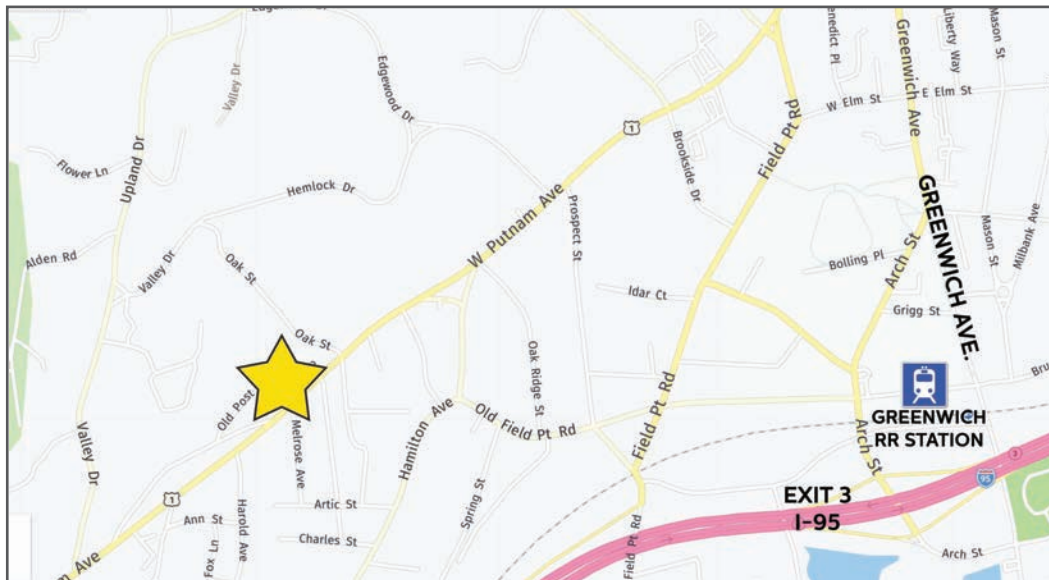 Valley Dr
Edgewood Dr
Benedict Pl
Greenwich Ave
Liberty Way
Mason St
W Elm St
E Elm St
Flower Ln
Upland Dr
Hemlock Dr
1
Brookside Dr
Field Pt Rd
W Putnam Ave
Prospect St
GREENWICH AVE.
Mason St
Milbank Ave
Alden Rd
Valley Dr
Oak St
Bolling Pl
Arch St
Idar Ct
Grigg St
Oak St
Oak Ridge St
Old Post
Valley Dr
Melrose Ave
Hamilton Ave
Old Field Pt Rd
Field Pt Rd
GREENWICH
RR STATION
Arch St
1
Artic St
Spring St
EXIT 3
I-95
3
95
Ann St
Harold Ave
Charles St
Fox Ln
Field Pt Rd
Arch St
Ave